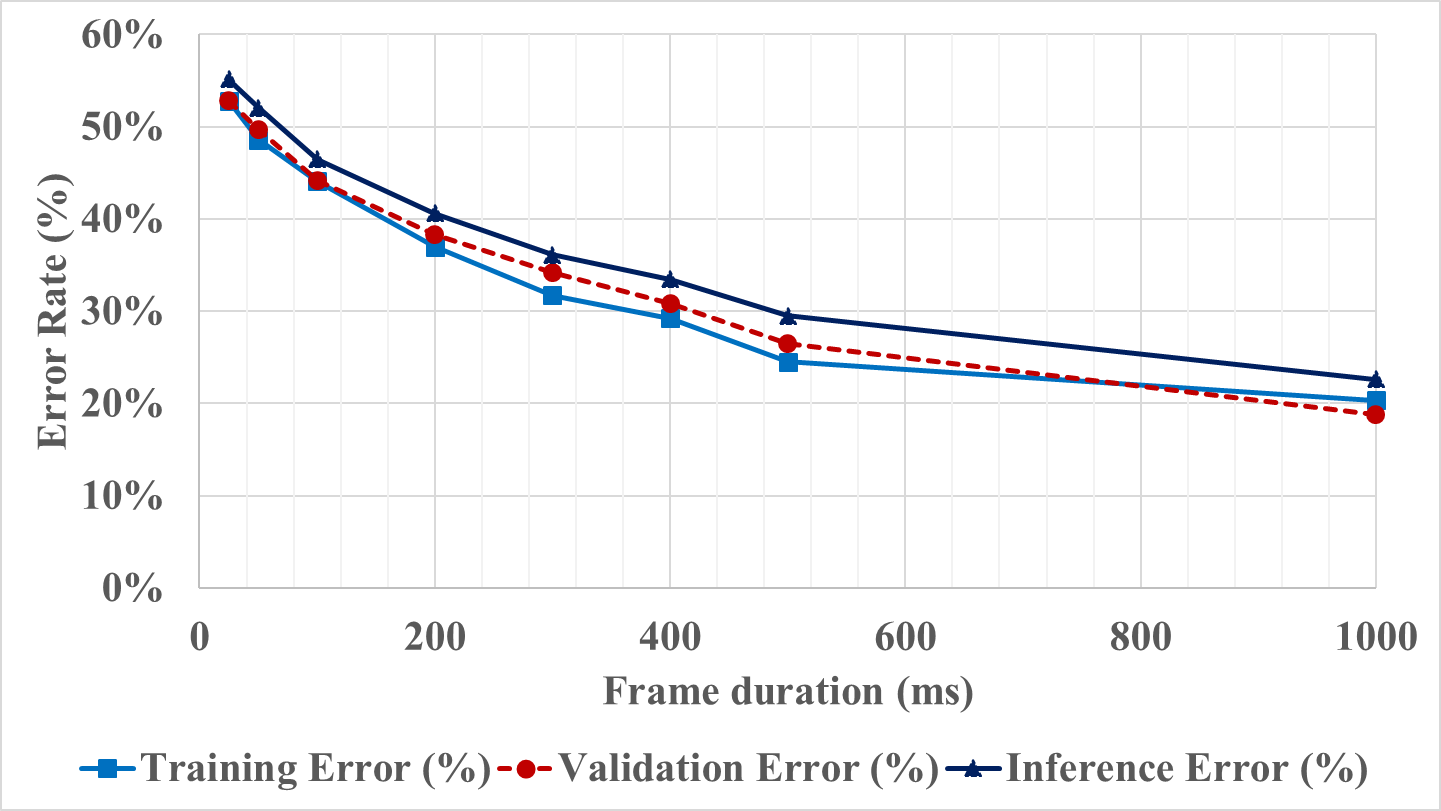 60%
50%
40%
30%
20%
10%
0%
Error Rate (%)
0 200 400 600 800 1000
Frame duration (ms)
Training Error (%) Validation Error (%) Inference Error (%)